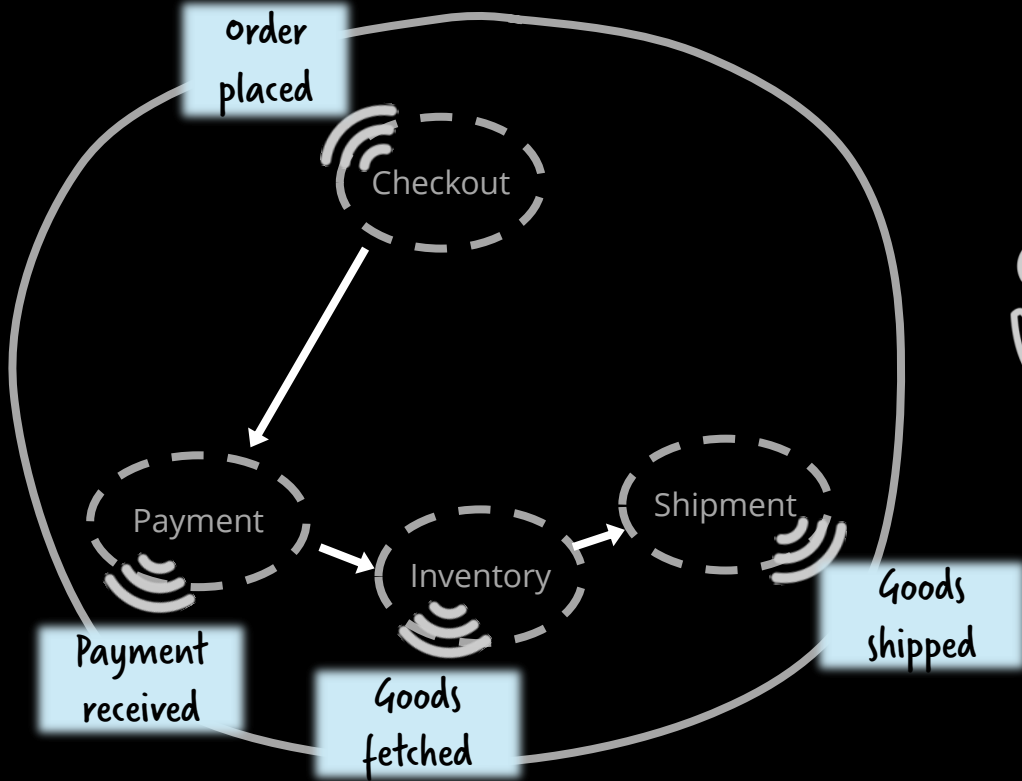 Order
placed
Checkout
Payment
Inventory
Shipment
Payment
received
Goods
fetched
Goods
shipped